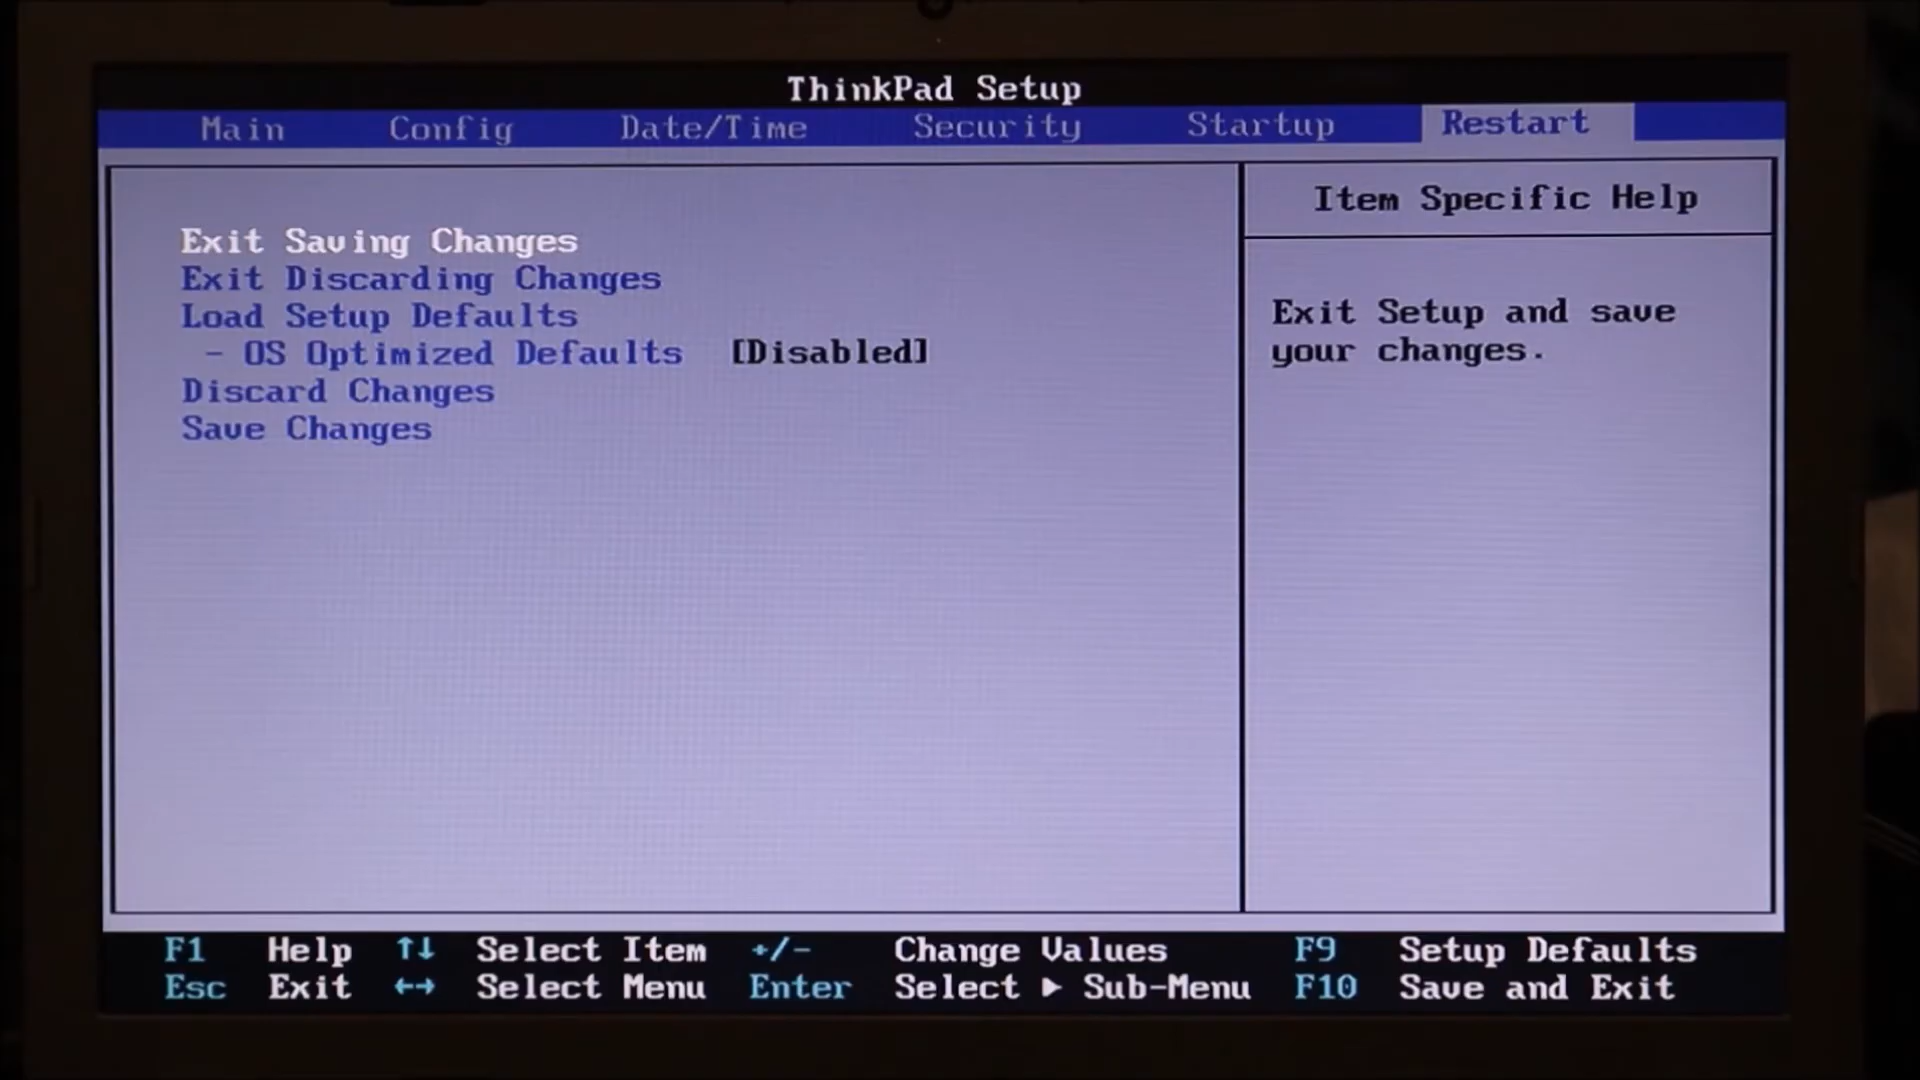 ThinkPad Setup
Main Config Date/Time Security Startup Restart
Exit Saving Changes
Exit Discarding Changes
Load Setup Defaults
- OS Optimized Defaults [Disabled]
Discard Changes
Save Changes
Item Specific Help
Exit Setup and save
your changes.
F1 Help ↑↓ Select Item +/- Change Values F9 Setup Defaults
Esc Exit ←→ Select Menu Enter Select ▶ Sub-Menu F10 Save and Exit